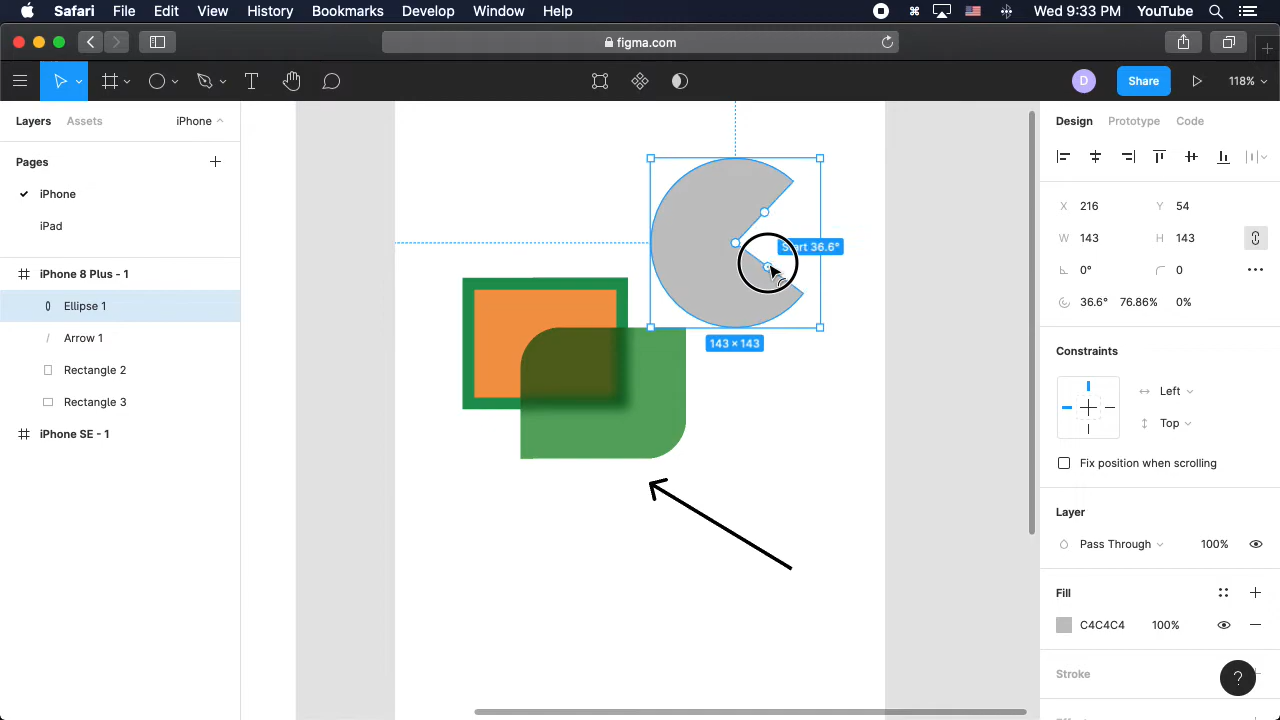 Safari File Edit View History Bookmarks Develop Window Help Wed 9:33 PM YouTube
figma.com
D Share 118%
Layers Assets iPhone
Pages
iPhone
iPad
iPhone 8 Plus - 1
Ellipse 1
Arrow 1
Rectangle 2
Rectangle 3
iPhone SE - 1
Start 36.6°
143 × 143
Design Prototype Code
X 216 Y 54
W 143 H 143
0° 0
36.6° 76.86% 0%
Constraints
Left
Top
Fix position when scrolling
Layer
Pass Through 100%
Fill
C4C4C4 100%
Stroke
?